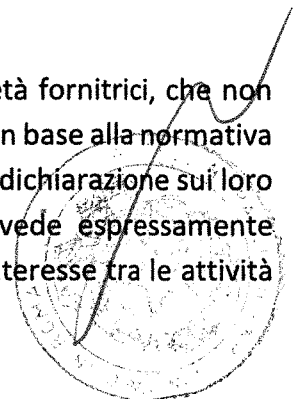 età fornitrici, che non
n base alla normativa
dichiarazione sui loro
vede espressamente
teresse tra le attività